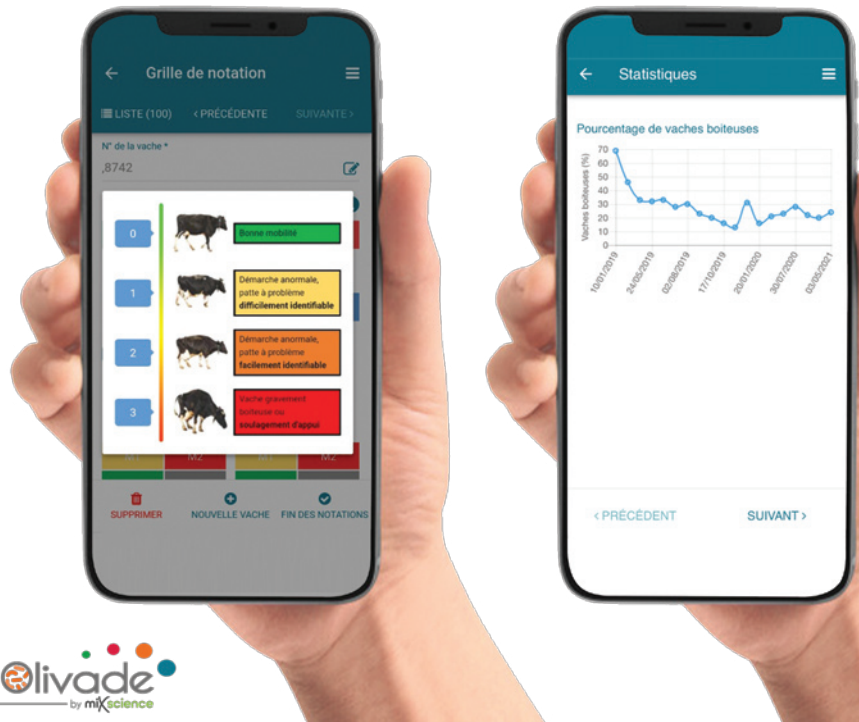 Grille de notation
LISTE (100)
< PRÉCÉDENTE
SUIVANTE >
N° de la vache *
,8742
0
Bonne mobilité
1
Démarche anormale,
patte à problème
difficilement identifiable
2
Démarche anormale,
patte à problème
facilement identifiable
3
Vache gravement
boiteuse ou
soulagement d'appui
M1
M2
M1
M2
SUPPRIMER
NOUVELLE VACHE
FIN DES NOTATIONS
Olivade
by mixscience
Statistiques
Pourcentage de vaches boiteuses
Vaches boiteuses (%)
70
60
50
40
30
20
10
0
10/01/2019
24/05/2019
02/08/2019
17/10/2019
20/01/2020
30/07/2020
03/05/2021
< PRÉCÉDENT
SUIVANT >